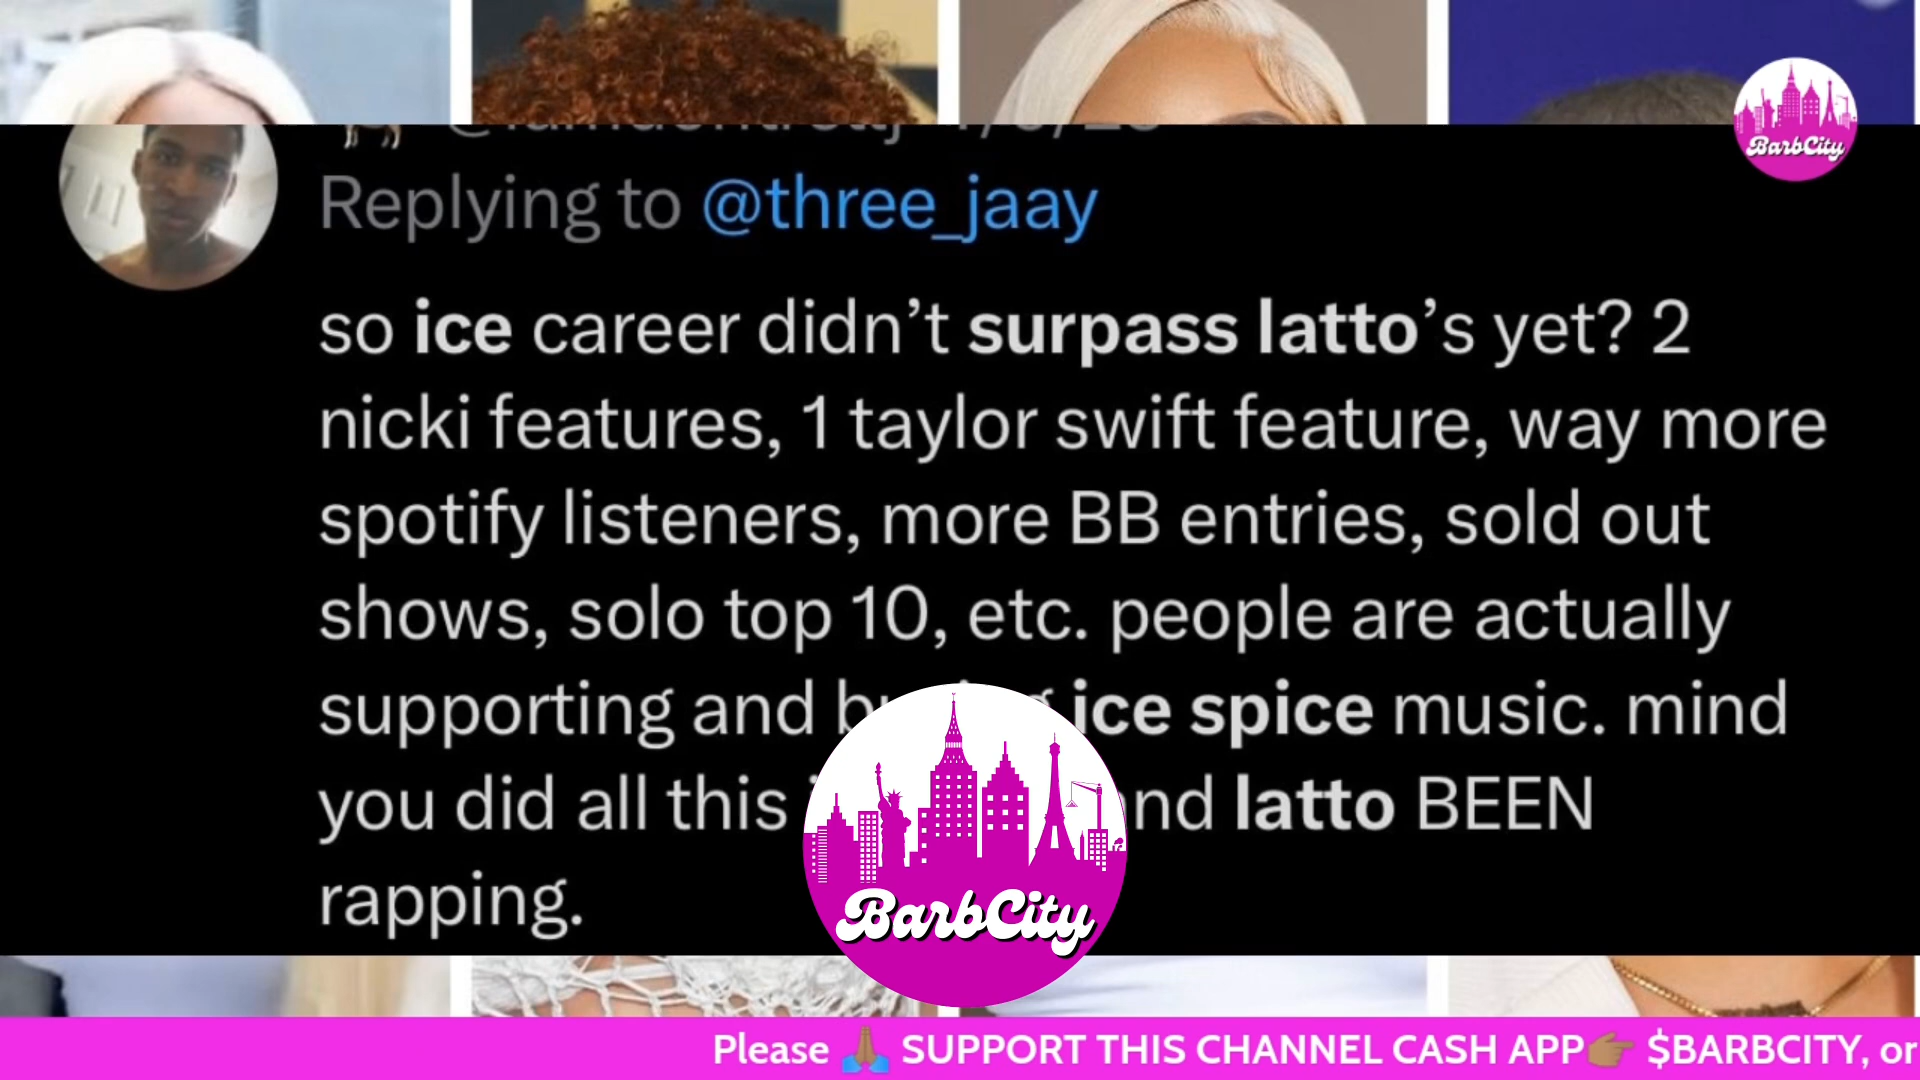 BarbCity
Replying to @three_jaay
so ice career didn’t surpass latto’s yet? 2
nicki features, 1 taylor swift feature, way more
spotify listeners, more BB entries, sold out
shows, solo top 10, etc. people are actually
supporting and ice spice music. mind
you did all this latto BEEN
rapping.
BarbCity
Please 🙏🏾 SUPPORT THIS CHANNEL CASH APP👉🏾 $BARBCITY, or